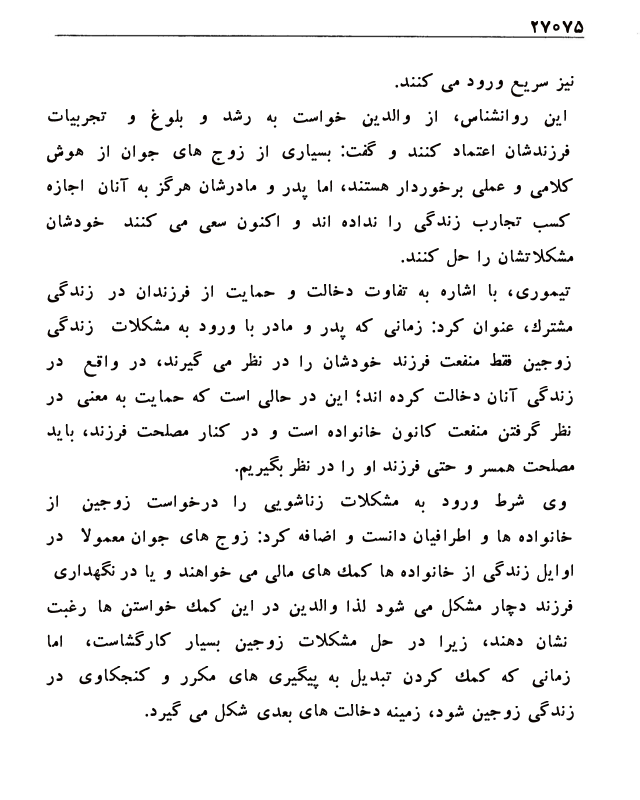 ۲۷۰۷۵
نیز سریع ورود می کنند.
این روانشناس، از والدین خواست به رشد و بلوغ و تجربیات
فرزندشان اعتماد کنند و گفت: بسیاری از زوج های جوان از هوش
کلامی و عملی برخوردار هستند، اما پدر و مادرشان هرگز به آنان اجازه
کسب تجارب زندگی را نداده اند و اکنون سعی می کنند خودشان
مشکلاتشان را حل کنند.
تیموری، با اشاره به تفاوت دخالت و حمایت از فرزندان در زندگی
مشترك، عنوان کرد: زمانی که پدر و مادر با ورود به مشکلات زندگی
زوجین فقط منفعت فرزند خودشان را در نظر می گیرند، در واقع در
زندگی آنان دخالت کرده اند؛ این در حالی است که حمایت به معنی در
نظر گرفتن منفعت کانون خانواده است و در کنار مصلحت فرزند، باید
مصلحت همسر و حتی فرزند او را در نظر بگیریم.
وی شرط ورود به مشکلات زناشویی را درخواست زوجین از
خانواده ها و اطرافیان دانست و اضافه کرد: زوج های جوان معمولا در
اوایل زندگی از خانواده ها کمك های مالی می خواهند و یا در نگهداری
فرزند دچار مشکل می شود لذا والدین در این کمك خواستن ها رغبت
نشان دهند، زیرا در حل مشکلات زوجین بسیار کارگشاست، اما
زمانی که کمك کردن تبدیل به پیگیری های مکرر و کنجکاوی در
زندگی زوجین شود، زمینه دخالت های بعدی شکل می گیرد.